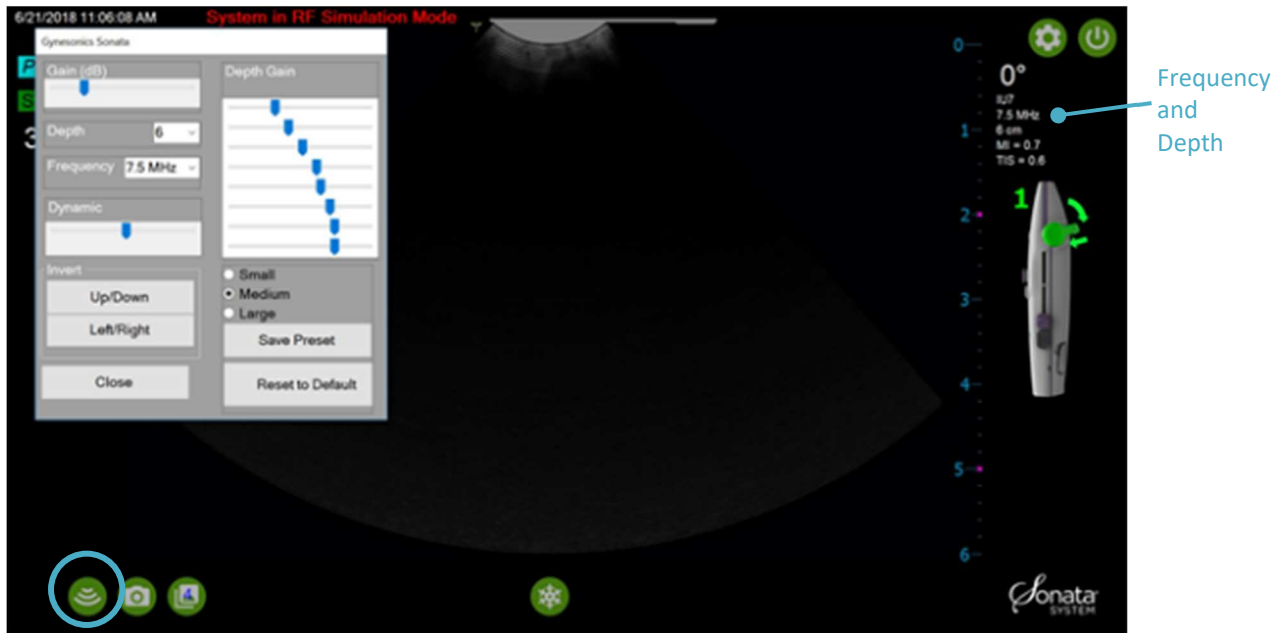 6/21/2018 11:06:08 AM System in RF Simulation Mode
Gynesonics Sonata
P
S
3
Gain (dB)
Depth 6
Frequency 7.5 MHz
Dynamic
Invert
Up/Down
Left/Right
Close
Depth Gain
Small
Medium
Large
Save Preset
Reset to Default
0
1
2
3
4
5
6
0°
IU7
7.5 MHz
6 cm
MI = 0.7
TIS = 0.6
1
Frequency
and
Depth
Sonata
SYSTEM